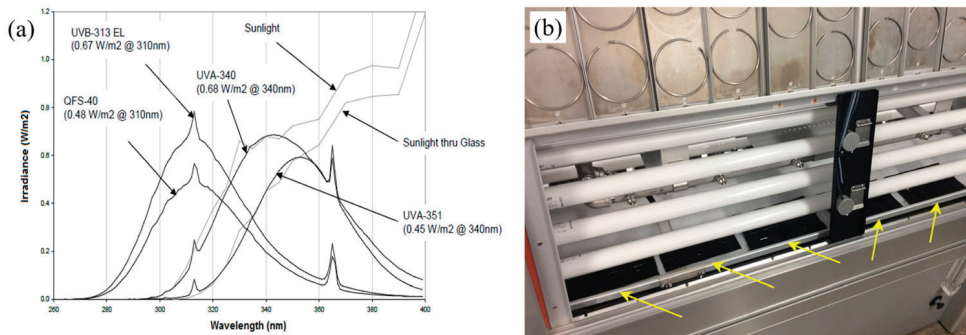 (a)
1.2
1.0
0.8
0.6
0.4
0.2
0.0
Irradiance (W/m2)
UVB-313 EL
(0.67 W/m2 @ 310nm)
QFS-40
(0.48 W/m2 @ 310nm)
UVA-340
(0.68 W/m2 @ 340nm)
Sunlight
Sunlight thru Glass
UVA-351
(0.45 W/m2 @ 340nm)
260 280 300 320 340 360 380 400
Wavelength (nm)
(b)